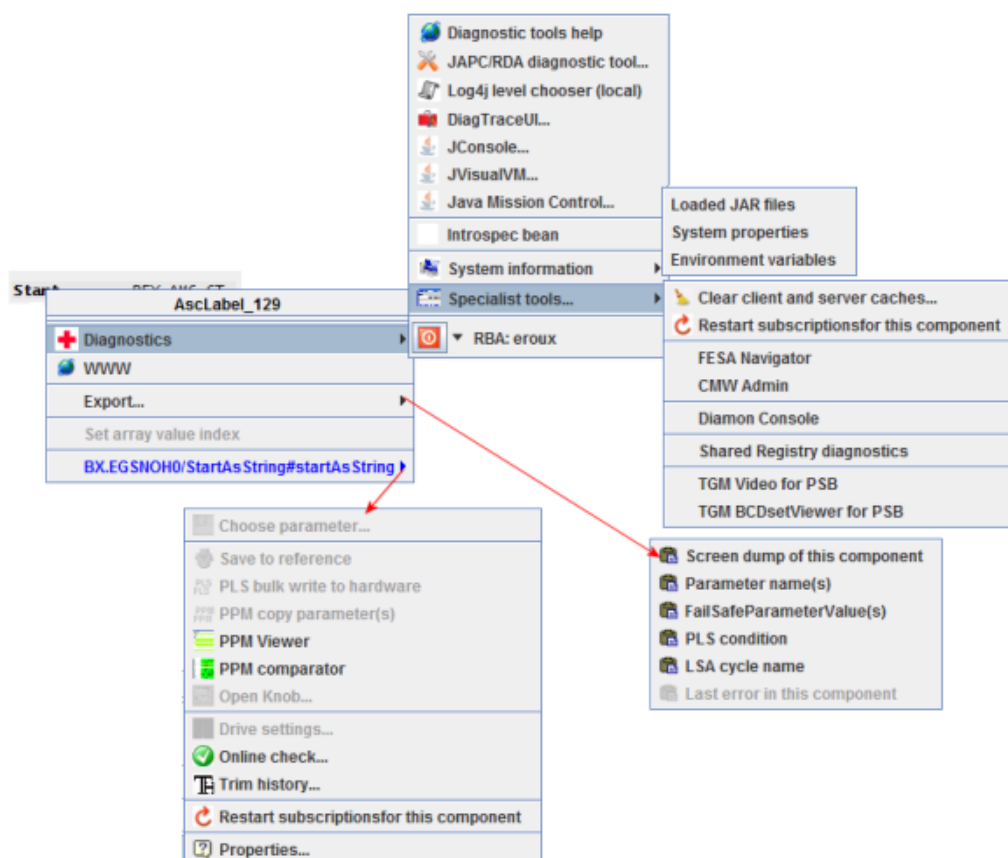 Diagnostic tools help
JAPC/RDA diagnostic tool...
Log4j level chooser (local)
DiagTraceUI...
JConsole...
JVisualVM...
Java Mission Control...
Introspec bean
System information
Specialist tools...
RBA: eroux
Loaded JAR files
System properties
Environment variables
Clear client and server caches...
Restart subscriptionsfor this component
FESA Navigator
CMW Admin
Diamon Console
Shared Registry diagnostics
TGM Video for PSB
TGM BCDsetViewer for PSB
AscLabel_129
Diagnostics
WWW
Export...
Set array value index
BX.EGSNOH0/StartAsString#startAsString
Choose parameter...
Save to reference
PLS bulk write to hardware
PPM copy parameter(s)
PPM Viewer
PPM comparator
Open Knob...
Drive settings...
Online check...
Trim history...
Restart subscriptionsfor this component
Properties...
Screen dump of this component
Parameter name(s)
FailSafeParameterValue(s)
PLS condition
LSA cycle name
Last error in this component